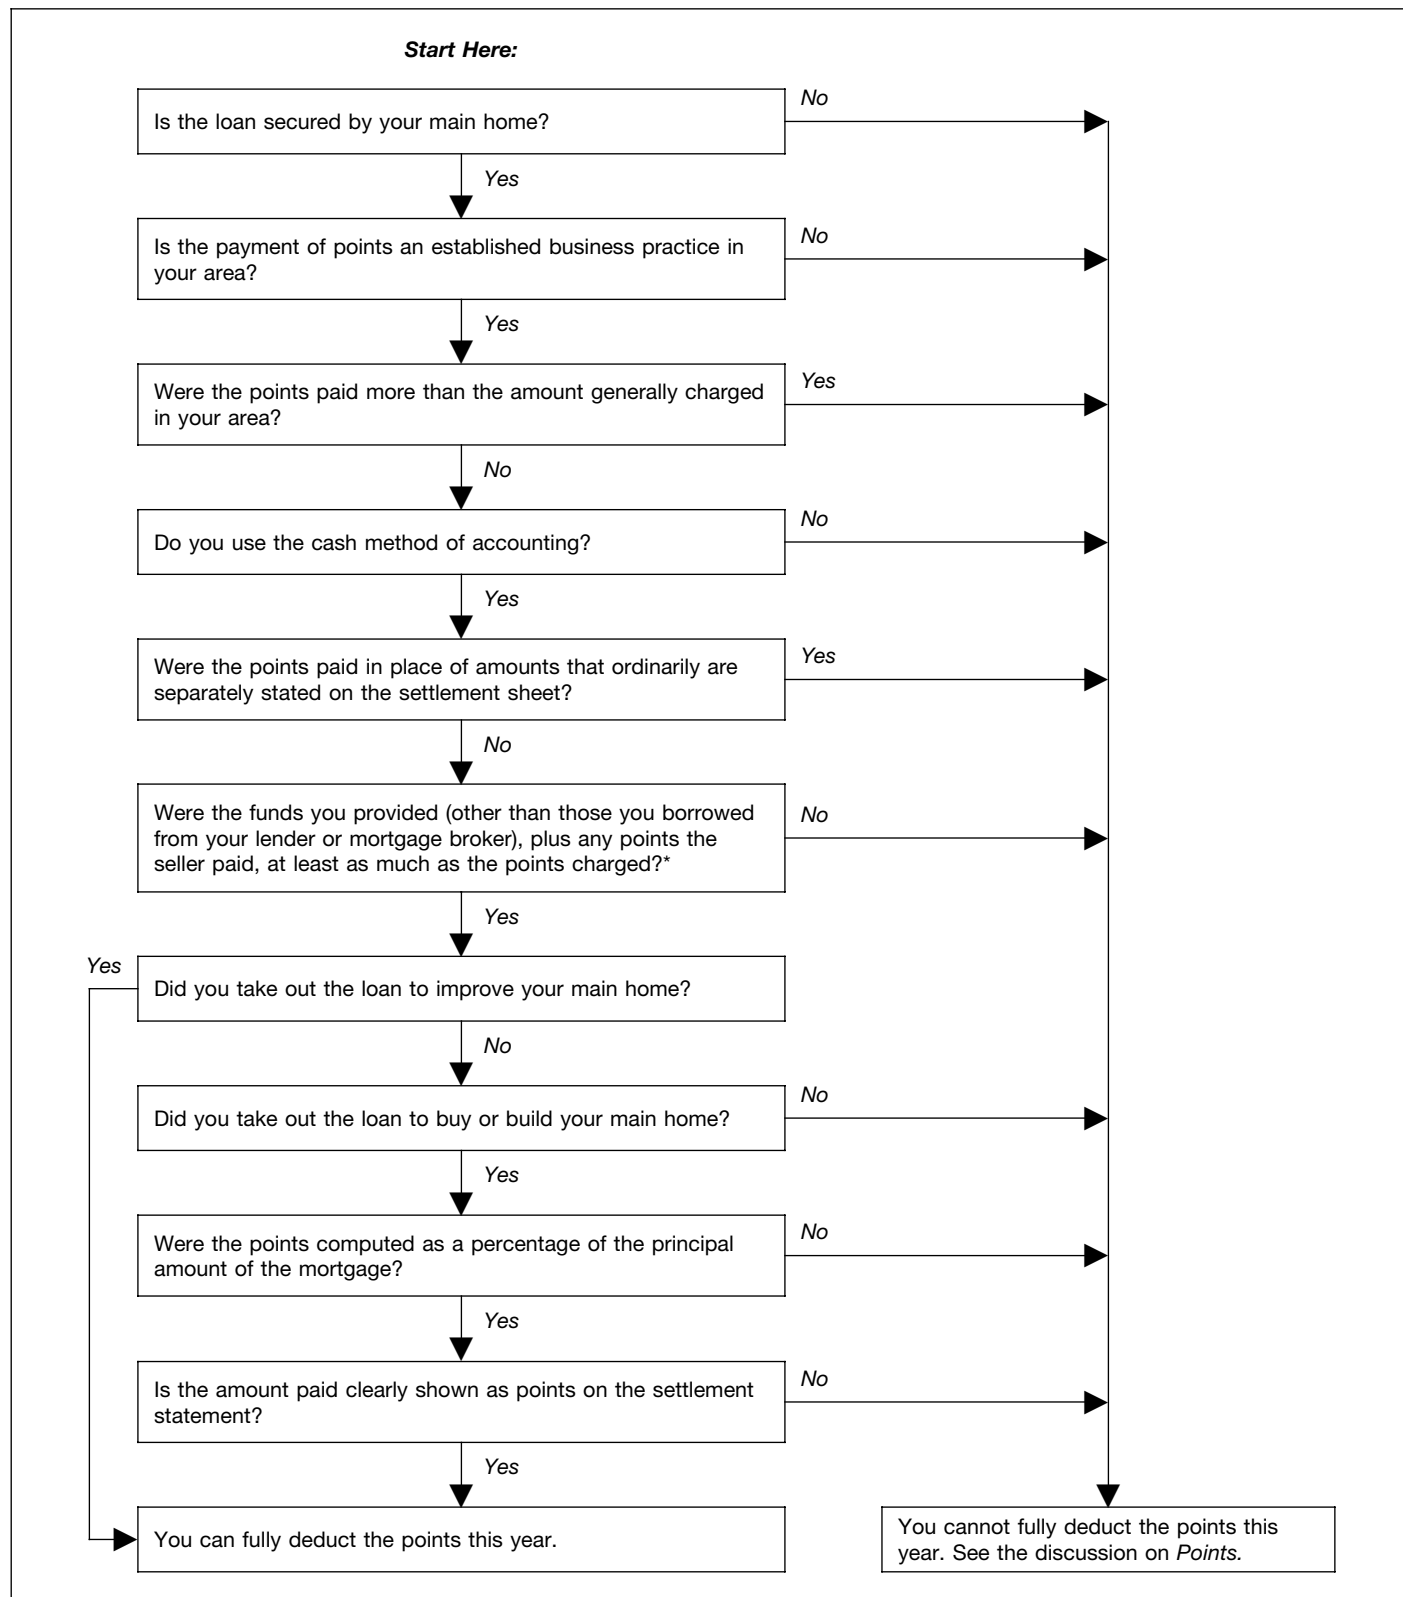 Start Here:
Is the loan secured by your main home?
No
Yes
Is the payment of points an established business practice in
your area?
No
Yes
Were the points paid more than the amount generally charged
in your area?
Yes
No
Do you use the cash method of accounting?
No
Yes
Were the points paid in place of amounts that ordinarily are
separately stated on the settlement sheet?
Yes
No
Were the funds you provided (other than those you borrowed
from your lender or mortgage broker), plus any points the
seller paid, at least as much as the points charged?*
No
Yes
Yes
Did you take out the loan to improve your main home?
No
Did you take out the loan to buy or build your main home?
No
Yes
Were the points computed as a percentage of the principal
amount of the mortgage?
No
Yes
Is the amount paid clearly shown as points on the settlement
statement?
No
Yes
You can fully deduct the points this year.
You cannot fully deduct the points this
year. See the discussion on Points.